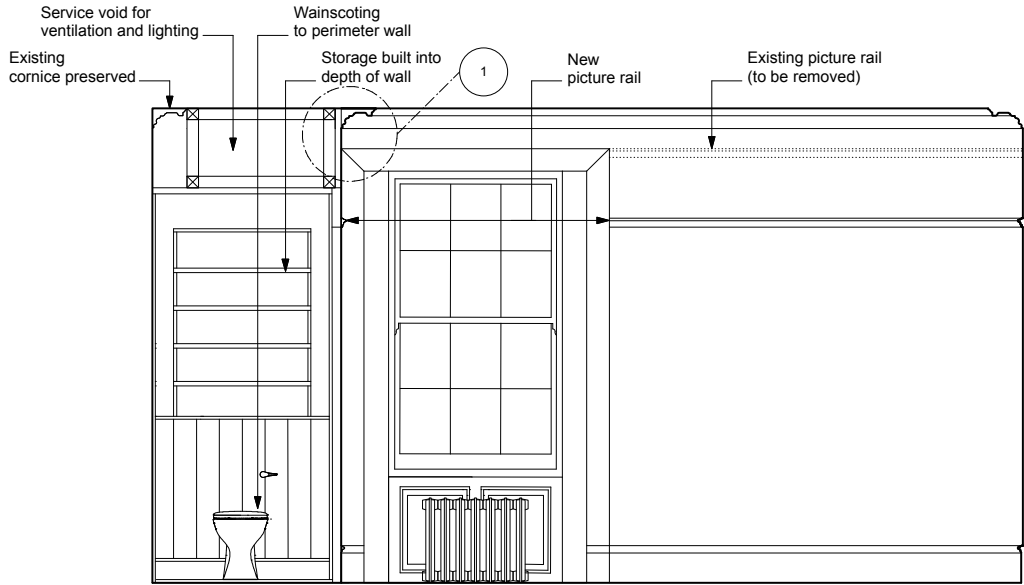 Service void for
ventilation and lighting
Wainscoting
to perimeter wall
Existing
cornice preserved
Storage built into
depth of wall
1
New
picture rail
Existing picture rail
(to be removed)